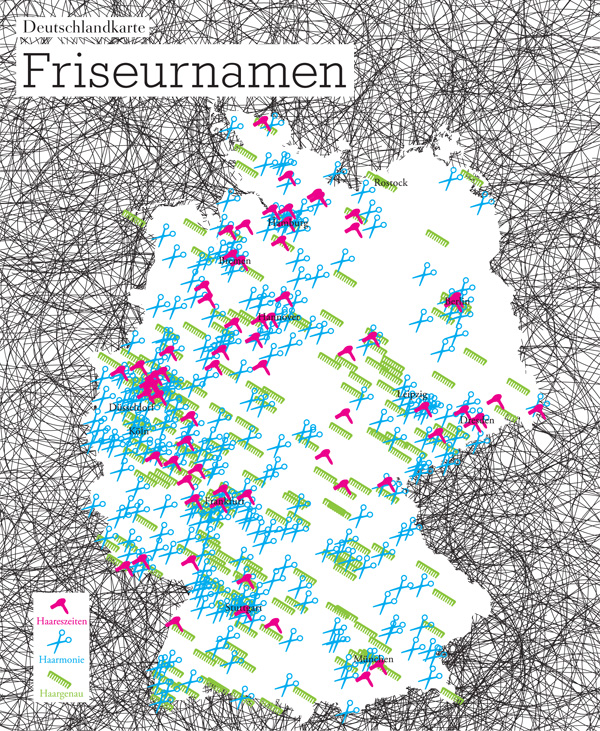 Deutschlandkarte
Friseurnamen
Rostock
Hamburg
Bremen
Berlin
Hannover
Leipzig
Düsseldorf
Dresden
Köln
Frankfurt
Stuttgart
München
Haareszeiten
Haarmonie
Haargenau